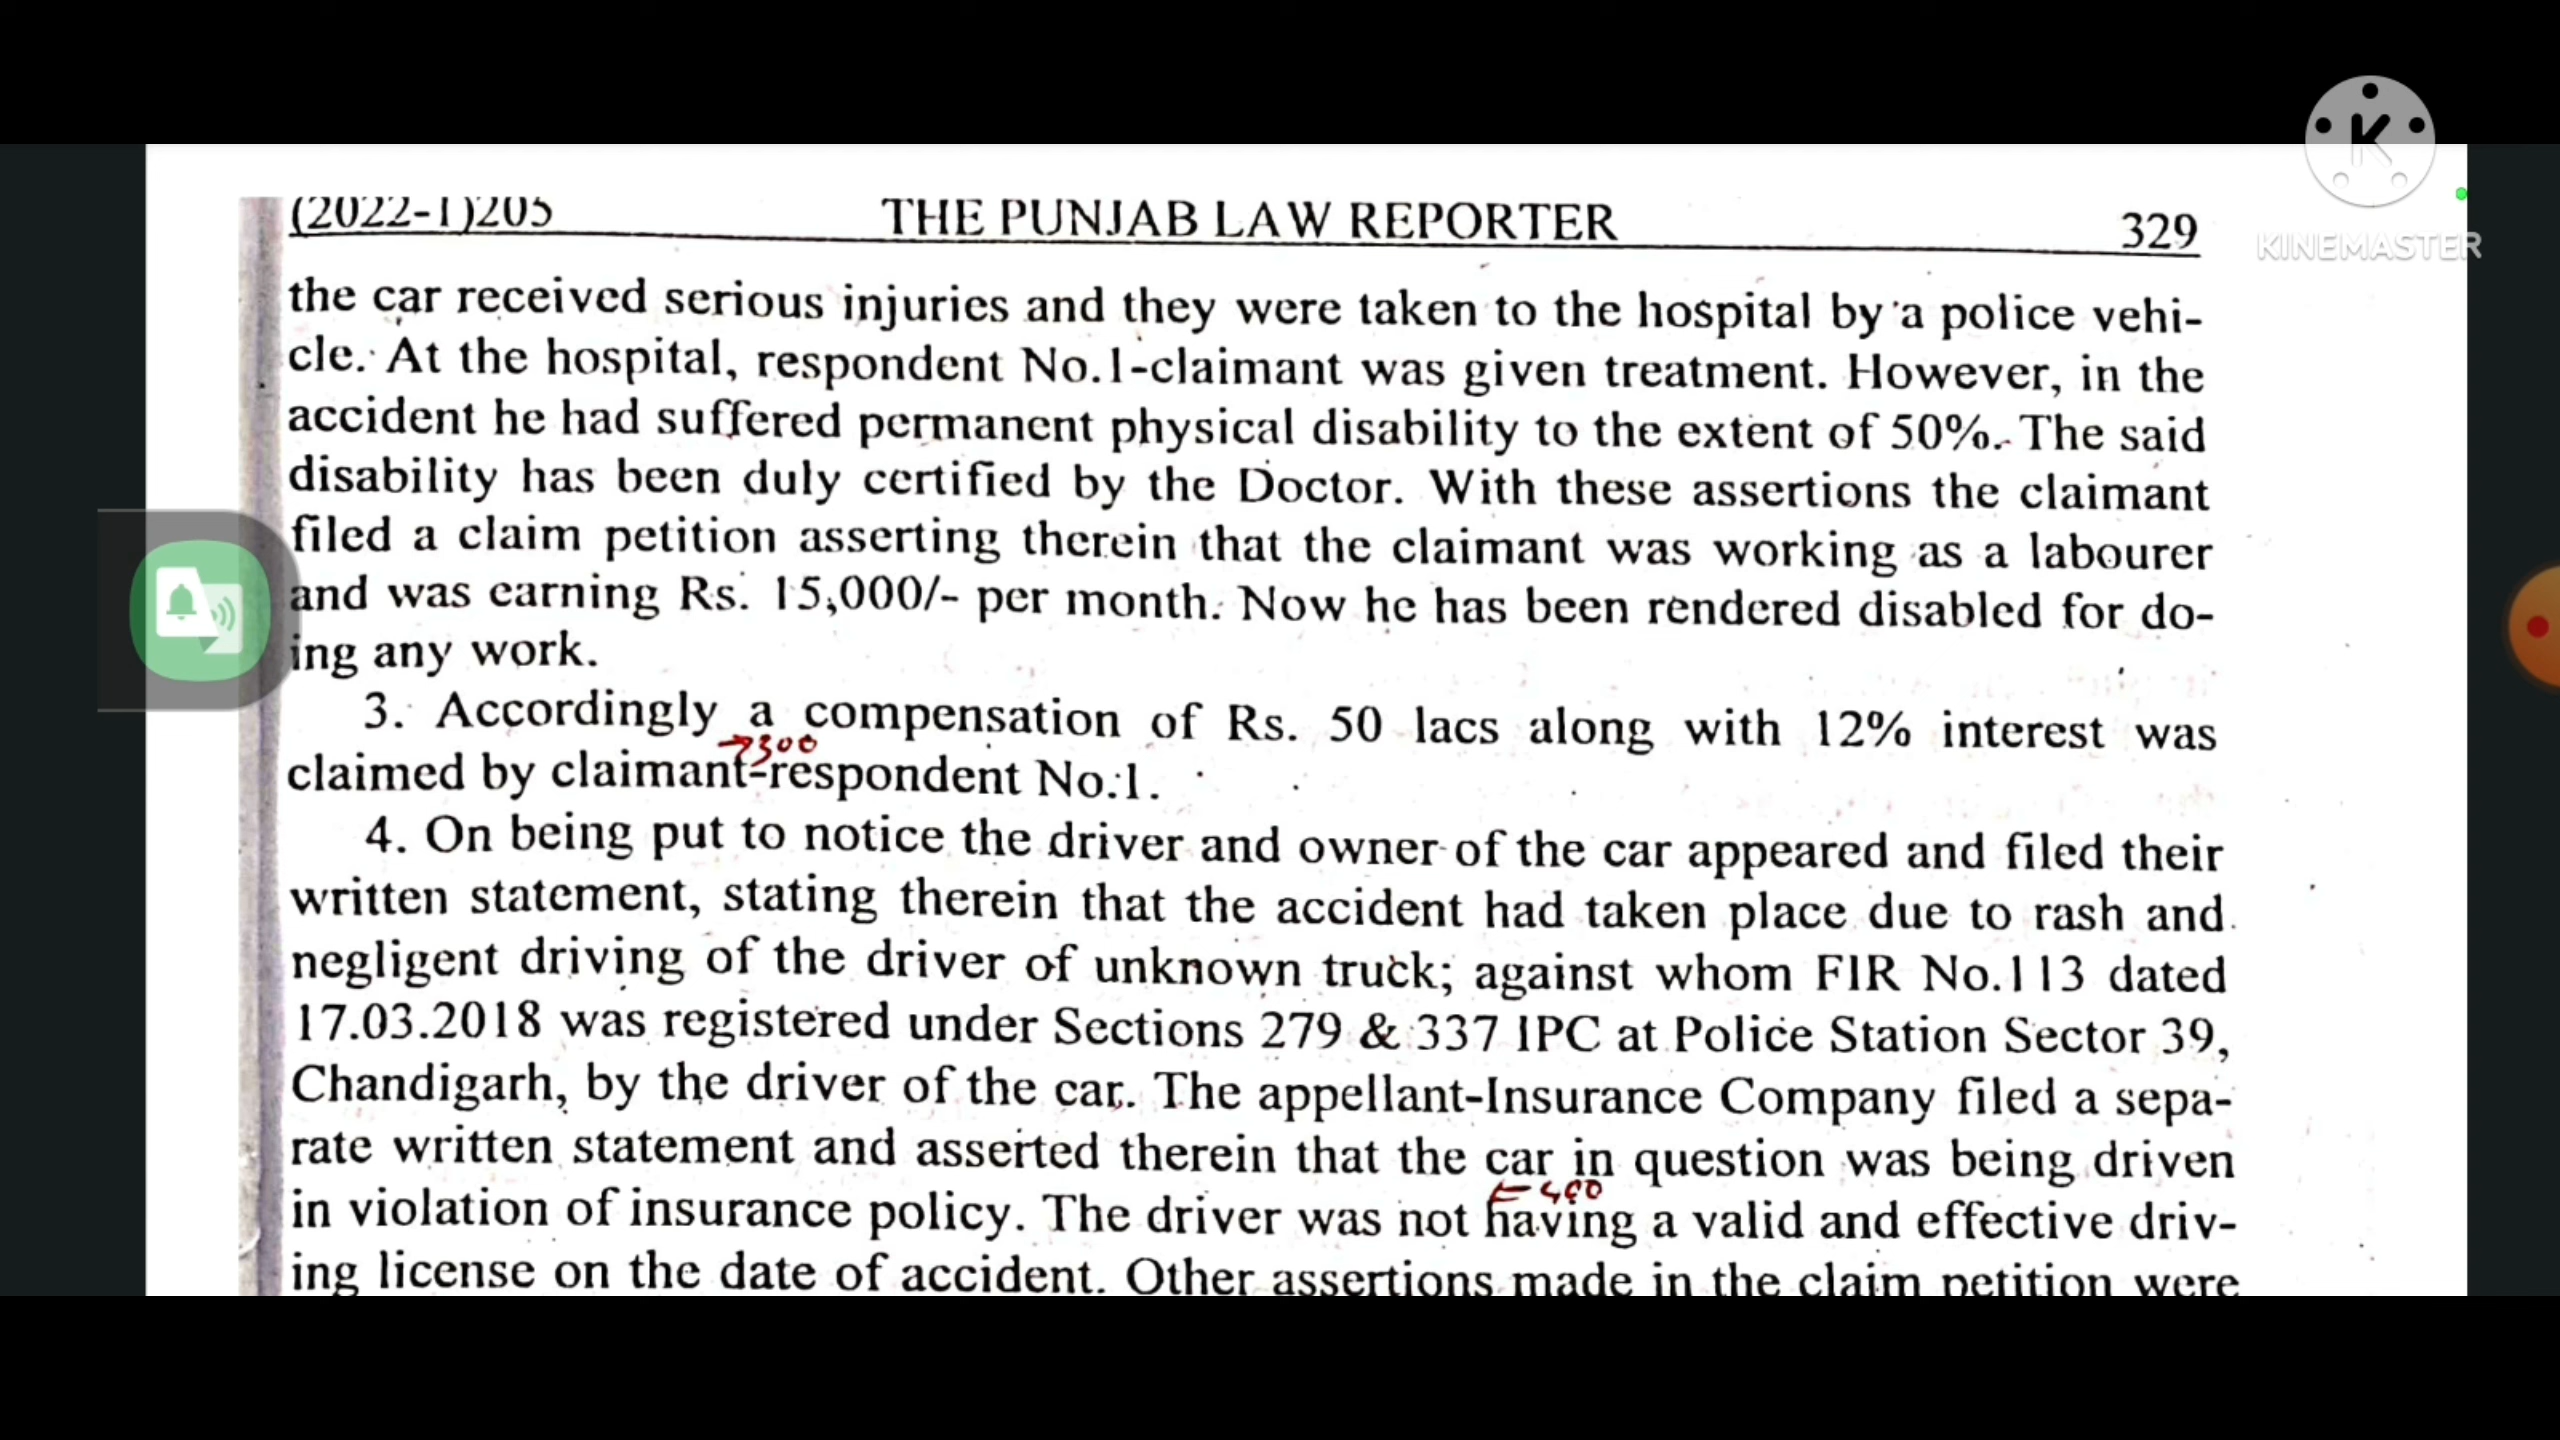 (2022-1)205 THE PUNJAB LAW REPORTER 329
KINEMASTER
the car received serious injuries and they were taken to the hospital by a police vehi-
cle. At the hospital, respondent No.1-claimant was given treatment. However, in the
accident he had suffered permanent physical disability to the extent of 50%. The said
disability has been duly certified by the Doctor. With these assertions the claimant
filed a claim petition asserting therein that the claimant was working as a labourer
and was earning Rs. 15,000/- per month. Now he has been rendered disabled for do-
ing any work.
3. Accordingly a compensation of Rs. 50 lacs along with 12% interest was
→300
claimed by claimant-respondent No.1.
4. On being put to notice the driver and owner of the car appeared and filed their
written statement, stating therein that the accident had taken place due to rash and
negligent driving of the driver of unknown truck; against whom FIR No.113 dated
17.03.2018 was registered under Sections 279 & 337 IPC at Police Station Sector 39,
Chandigarh, by the driver of the car. The appellant-Insurance Company filed a sepa-
rate written statement and asserted therein that the car in question was being driven
←400
in violation of insurance policy. The driver was not having a valid and effective driv-
ing license on the date of accident. Other assertions made in the claim petition were